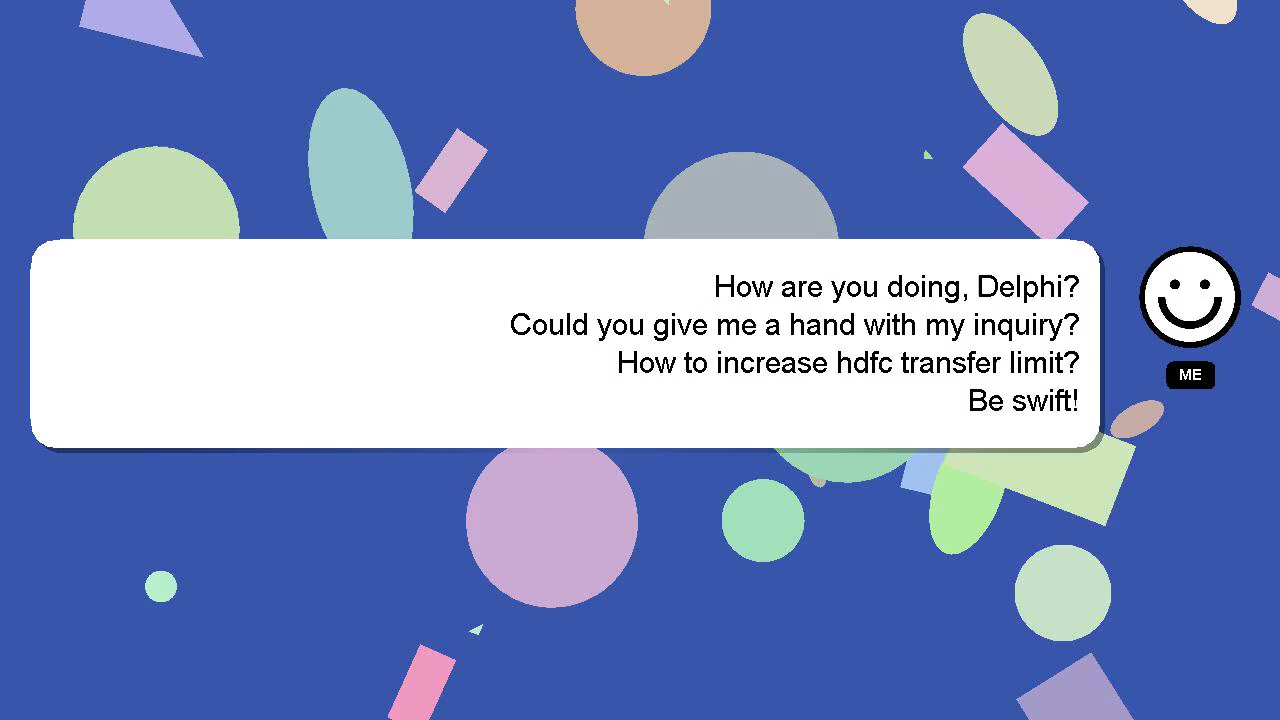 How are you doing, Delphi?
Could you give me a hand with my inquiry?
How to increase hdfc transfer limit?
Be swift!
ME